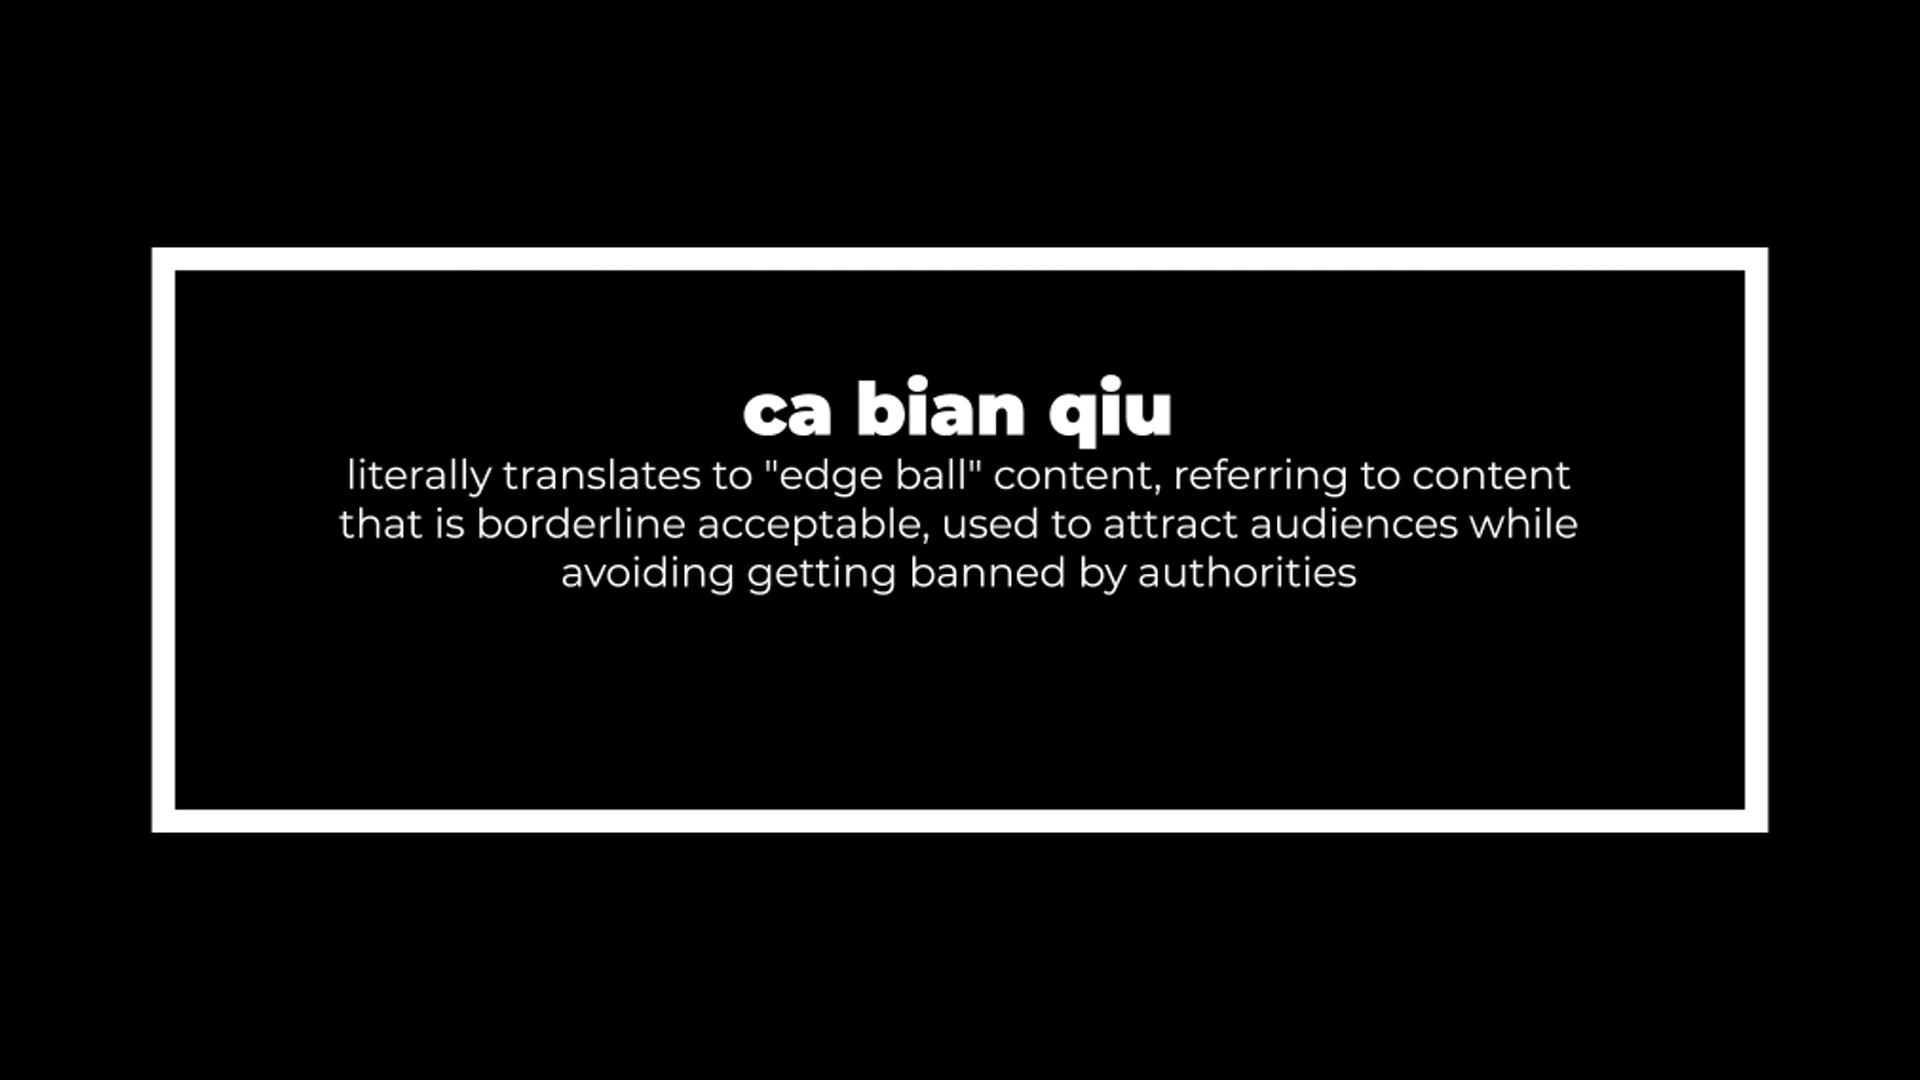 ca bian qiu
literally translates to "edge ball" content, referring to content
that is borderline acceptable, used to attract audiences while
avoiding getting banned by authorities